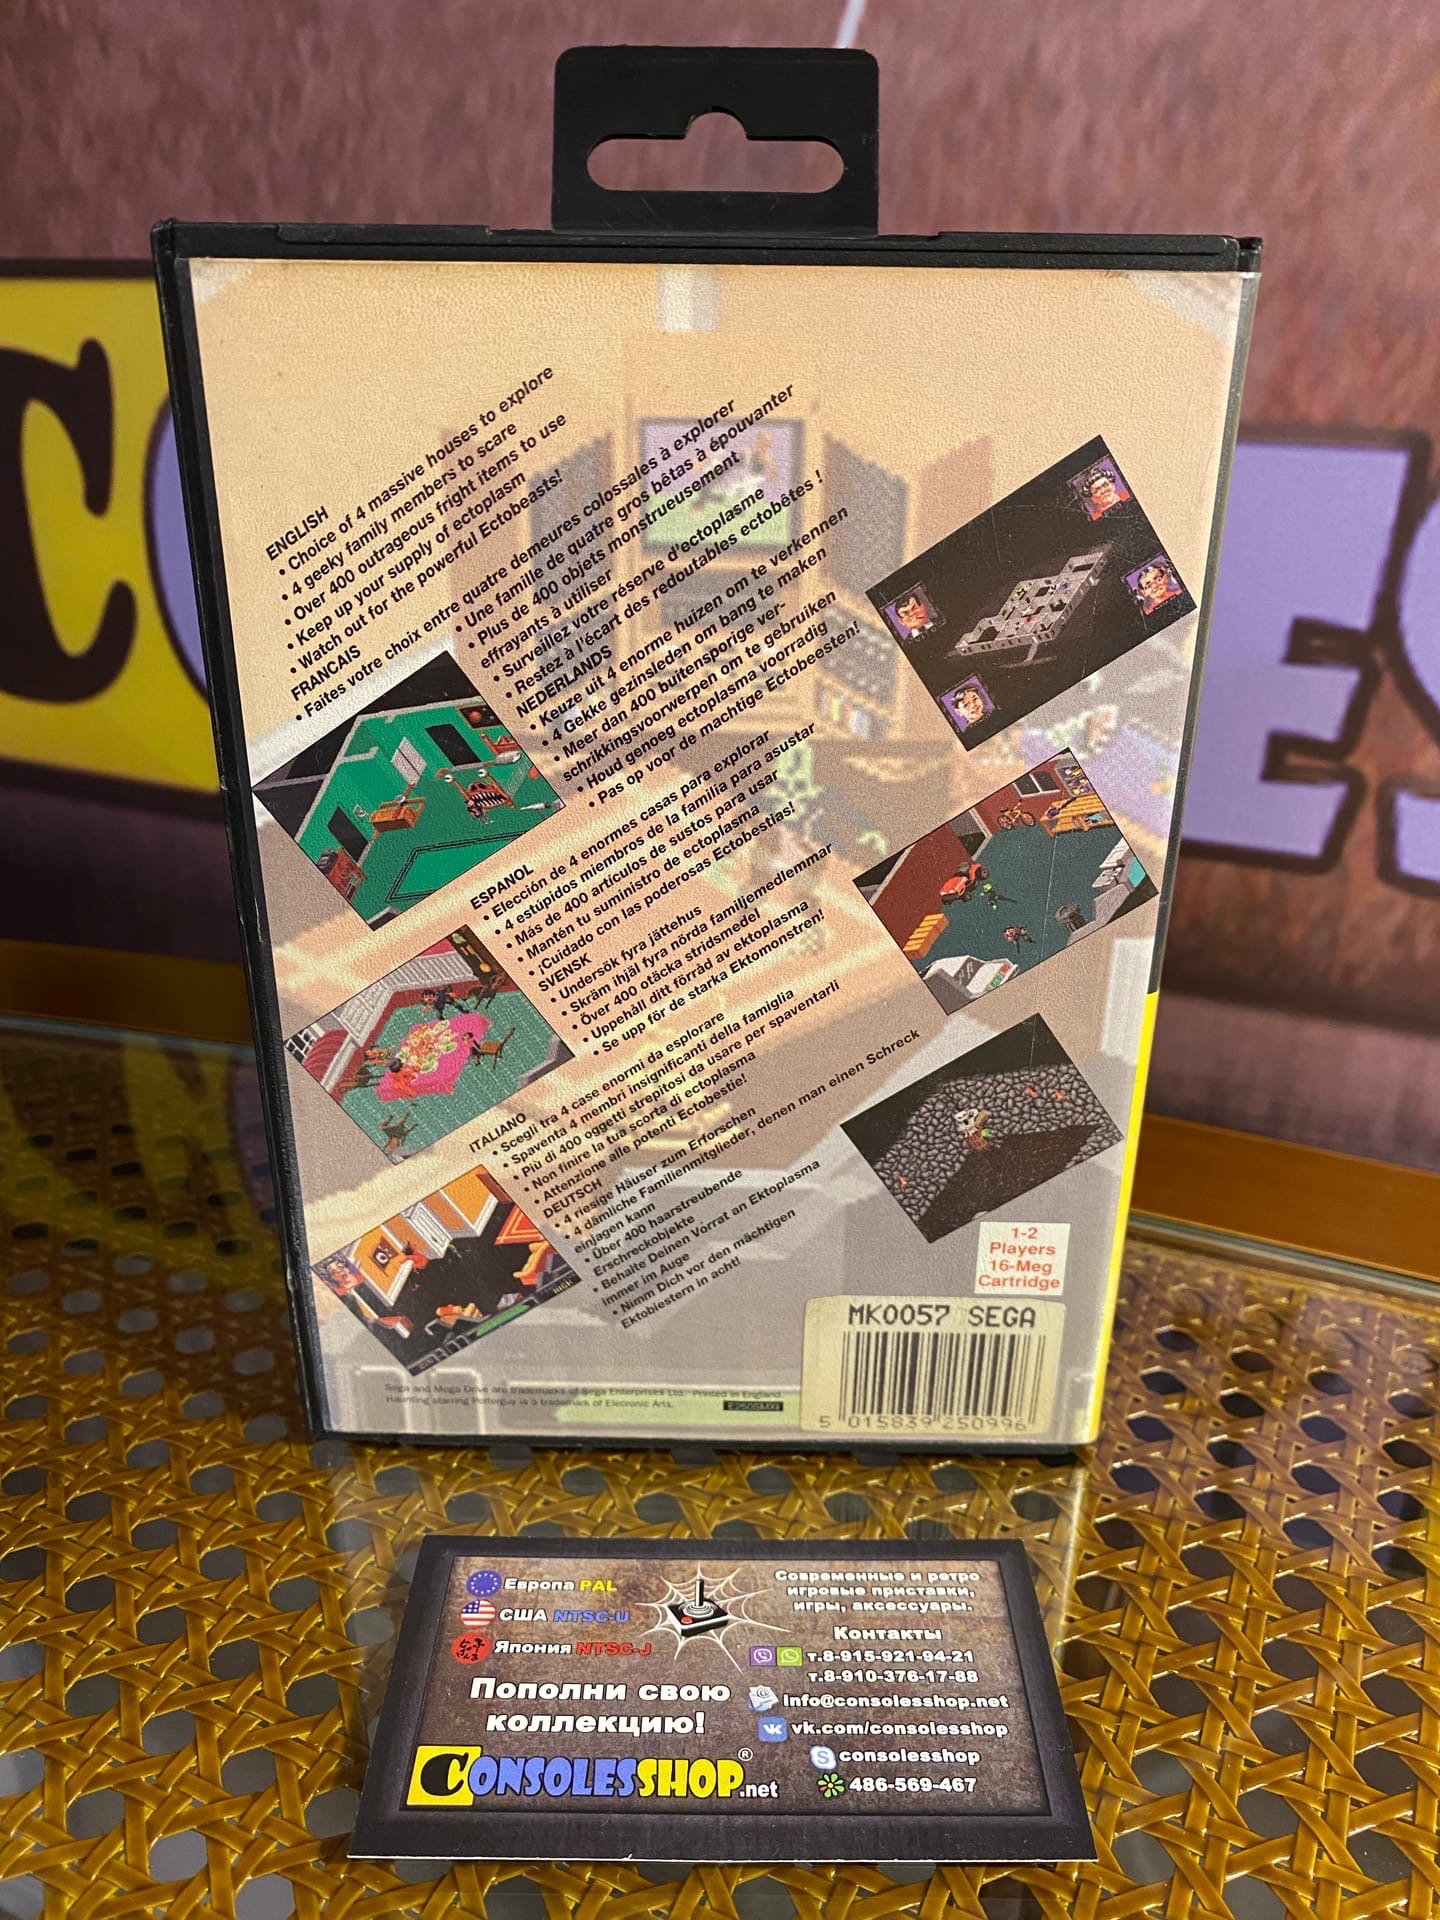 ENGLISH
• Choice of 4 massive houses to explore
• 4 geeky family members to scare
• Over 400 outrageous fright items to use
• Keep up your supply of ectoplasm
• Watch out for the powerful Ectobeasts!
FRANCAIS
• Faites votre choix entre quatre demeures colossales à explorer
• Une famille de quatre gros bêtas à épouvanter
• Plus de 400 objets monstrueusement
effrayants à utiliser
• Surveillez votre réserve d'ectoplasme
• Restez à l'écart des redoutables ectobêtes !
NEDERLANDS
• Keuze uit 4 enorme huizen om te verkennen
• 4 Gekke gezinsleden om bang te maken
• Meer dan 400 buitensporige ver-
schrikkingsvoorwerpen om te gebruiken
• Houd genoeg ectoplasma voorradig
• Pas op voor de machtige Ectobeesten!
ESPANOL
• Elección de 4 enormes casas para explorar
• 4 estúpidos miembros de la familia para asustar
• Más de 400 artículos de sustos para usar
• Mantén tu suministro de ectoplasma
• ¡Cuidado con las poderosas Ectobestias!
SVENSK
• Undersök fyra jättehus
• Skräm ihjäl fyra nörda familjemedlemmar
• Över 400 otäcka stridsmedel
• Uppehåll ditt förråd av ektoplasma
• Se upp för de starka Ektomonstren!
ITALIANO
• Scegli tra 4 case enormi da esplorare
• Spaventa 4 membri insignificanti della famiglia
• Più di 400 oggetti strepitosi da usare per spaventarli
• Non finire la tua scorta di ectoplasma
• Attenzione alle potenti Ectobestie!
DEUTSCH
• 4 riesige Häuser zum Erforschen
• 4 dämliche Familienmitglieder, denen man einen Schreck
einjagen kann
• Über 400 haarstreubende
Erschreckobjekte
• Behalte Deinen Vorrat an Ektoplasma
immer im Auge
• Nimm Dich vor den mächtigen
Ektobiestern in acht!
1-2
Players
16-Meg
Cartridge
MK0057 SEGA
5 015839 250996
Sega and Mega Drive are trademarks of Sega Enterprises Ltd. Printed in England.
Haunting starring Polterguy is a trademark of Elecronic Arts.
E250SMXI
Европа PAL
США NTSC-U
Япония NTSC-J
Пополни свою
коллекцию!
CONSOLESSHOP.net
®
Современные и ретро
игровые приставки,
игры, аксессуары.
Контакты
т.8-915-921-94-21
т.8-910-376-17-88
info@consolesshop.net
vk.com/consolesshop
consolesshop
486-569-467